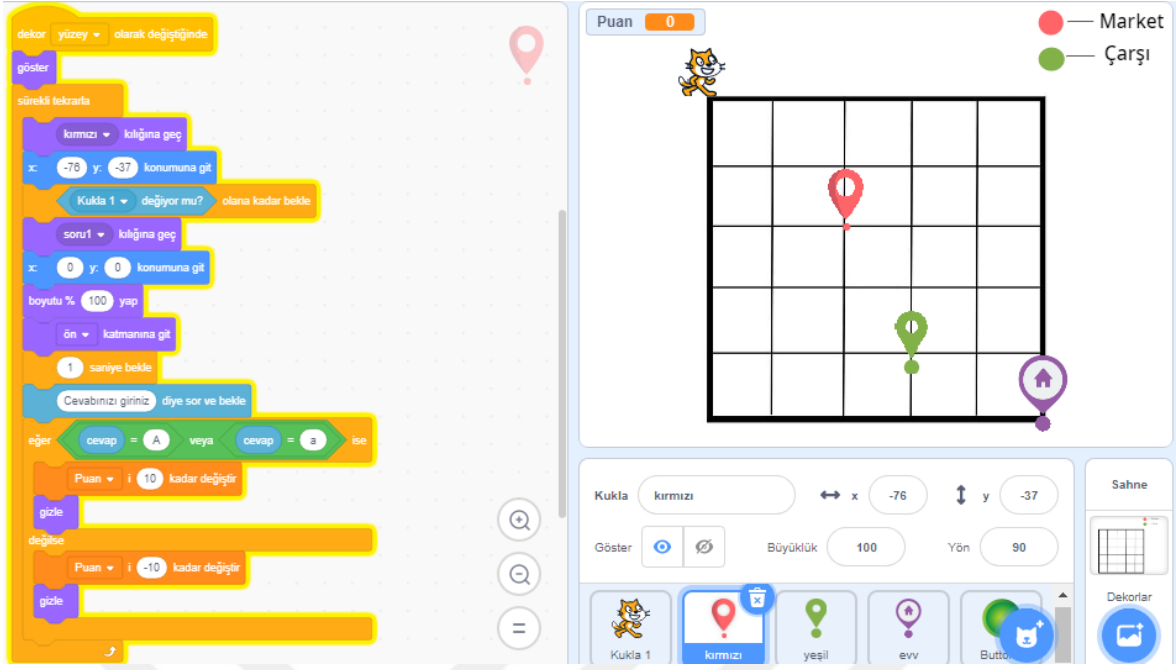 dekor yüzey olarak değiştiğinde
göster
sürekli tekrarla
kırmızı kılığına geç
x: -76 y: -37 konumuna git
Kukla 1 değiyor mu? olana kadar bekle
soru1 kılığına geç
x: 0 y: 0 konumuna git
boyutu % 100 yap
ön katmanına git
1 saniye bekle
Cevabınızı giriniz diye sor ve bekle
eğer cevap = A veya cevap = a ise
Puan i 10 kadar değiştir
gizle
değilse
Puan i -10 kadar değiştir
gizle
Puan 0
Market
Çarşı
Kukla kırmızı x -76 y -37
Göster Büyüklük 100 Yön 90
Kukla 1 kırmızı yeşil evv Butto
Sahne
Dekorlar